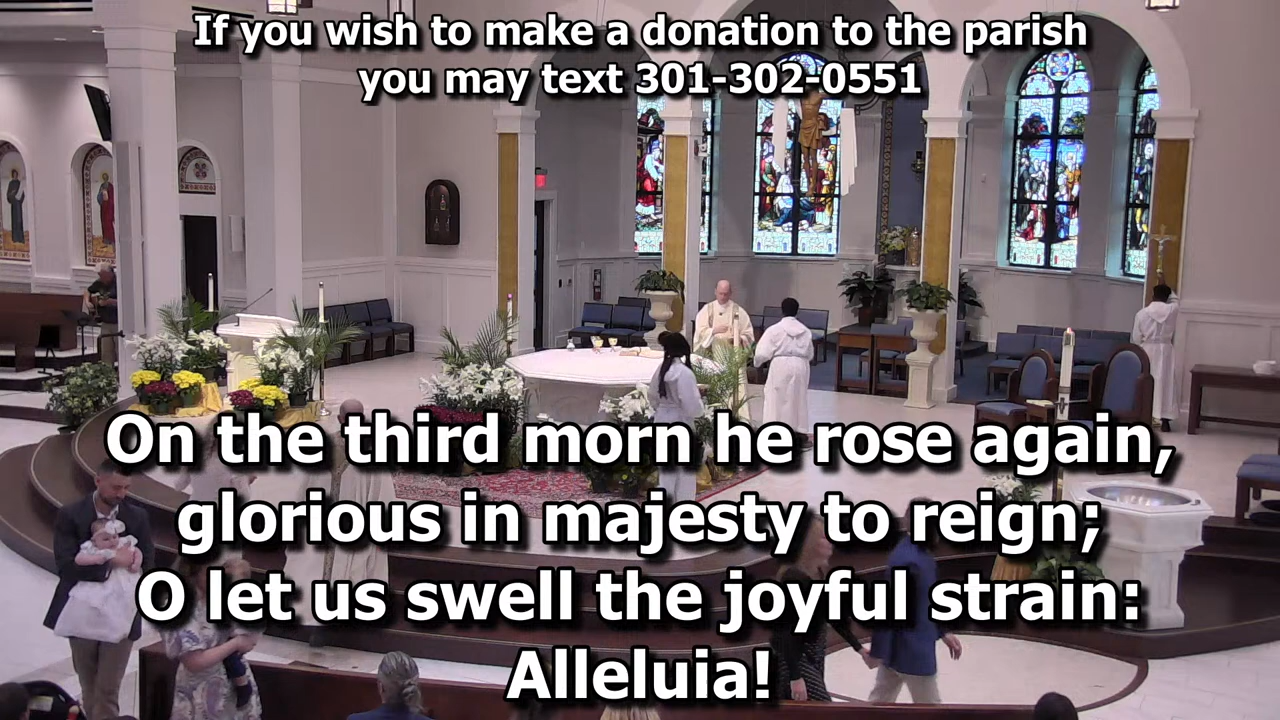 If you wish to make a donation to the parish
you may text 301-302-0551
On the third morn he rose again,
glorious in majesty to reign;
O let us swell the joyful strain:
Alleluia!